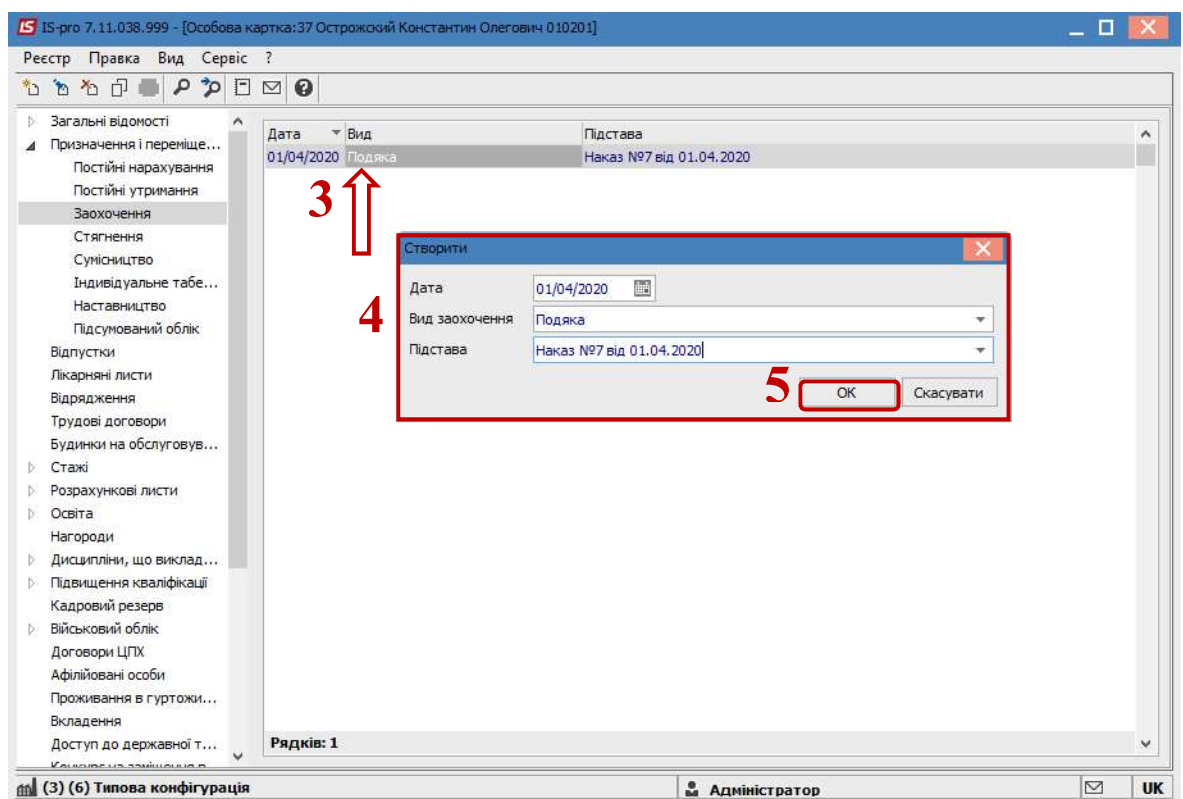 IS-pro 7.11.038.999 - [Особова картка:37 Острожский Константин Олегович 010201]
Реєстр Правка Вид Сервіс ?
Загальні відомості
Призначення і переміще...
Постійні нарахування
Постійні утримання
Заохочення
Стягнення
Сумісництво
Індивідуальне табе...
Наставництво
Підсумований облік
Відпустки
Лікарняні листи
Відрядження
Трудові договори
Будинки на обслуговув...
Стажі
Розрахункові листи
Освіта
Нагороди
Дисципліни, що виклад...
Підвищення кваліфікації
Кадровий резерв
Військовий облік
Договори ЦПХ
Афілійовані особи
Проживання в гуртожи...
Вкладення
Доступ до державної т...
Конкурс на заміщення п...
Дата Вид Підстава
01/04/2020 Подяка Наказ №7 від 01.04.2020
3
Створити
4
Дата 01/04/2020
Вид заохочення Подяка
Підстава Наказ №7 від 01.04.2020
5
OK Скасувати
Рядків: 1
(3) (6) Типова конфігурація Адміністратор UK